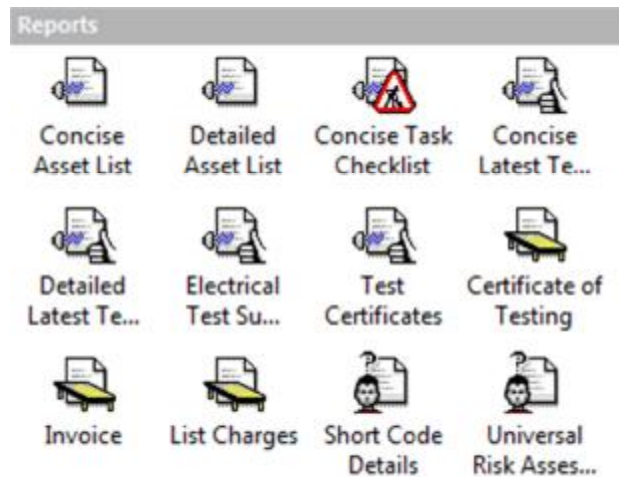 Reports
Concise Asset List
Detailed Asset List
Concise Task Checklist
Concise Latest Te...
Detailed Latest Te...
Electrical Test Su...
Test Certificates
Certificate of Testing
Invoice
List Charges
Short Code Details
Universal Risk Asses...